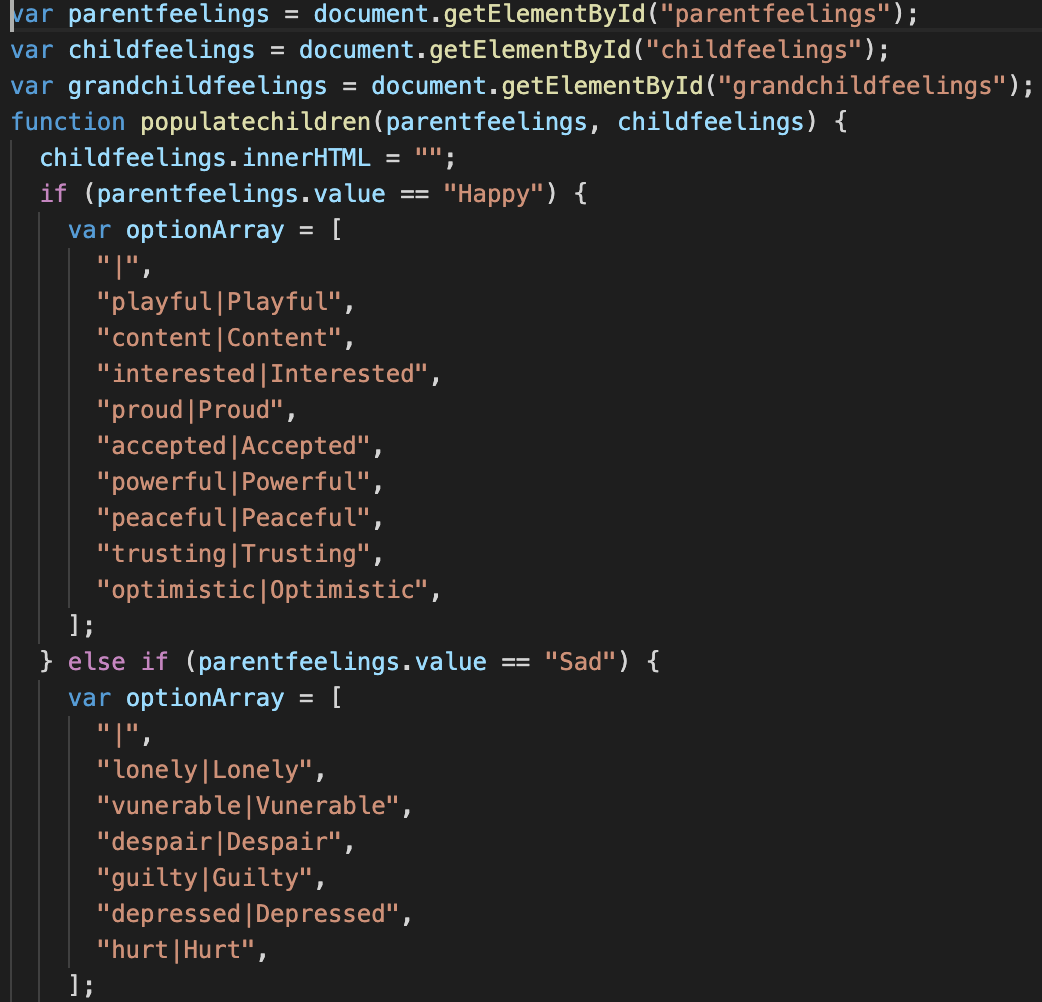 var parentfeelings = document.getElementById("parentfeelings");
var childfeelings = document.getElementById("childfeelings");
var grandchildfeelings = document.getElementById("grandchildfeelings");
function populatechildren(parentfeelings, childfeelings) {
  childfeelings.innerHTML = "";
  if (parentfeelings.value == "Happy") {
    var optionArray = [
      "|",
      "playful|Playful",
      "content|Content",
      "interested|Interested",
      "proud|Proud",
      "accepted|Accepted",
      "powerful|Powerful",
      "peaceful|Peaceful",
      "trusting|Trusting",
      "optimistic|Optimistic",
    ];
  } else if (parentfeelings.value == "Sad") {
    var optionArray = [
      "|",
      "lonely|Lonely",
      "vunerable|Vunerable",
      "despair|Despair",
      "guilty|Guilty",
      "depressed|Depressed",
      "hurt|Hurt",
    ];